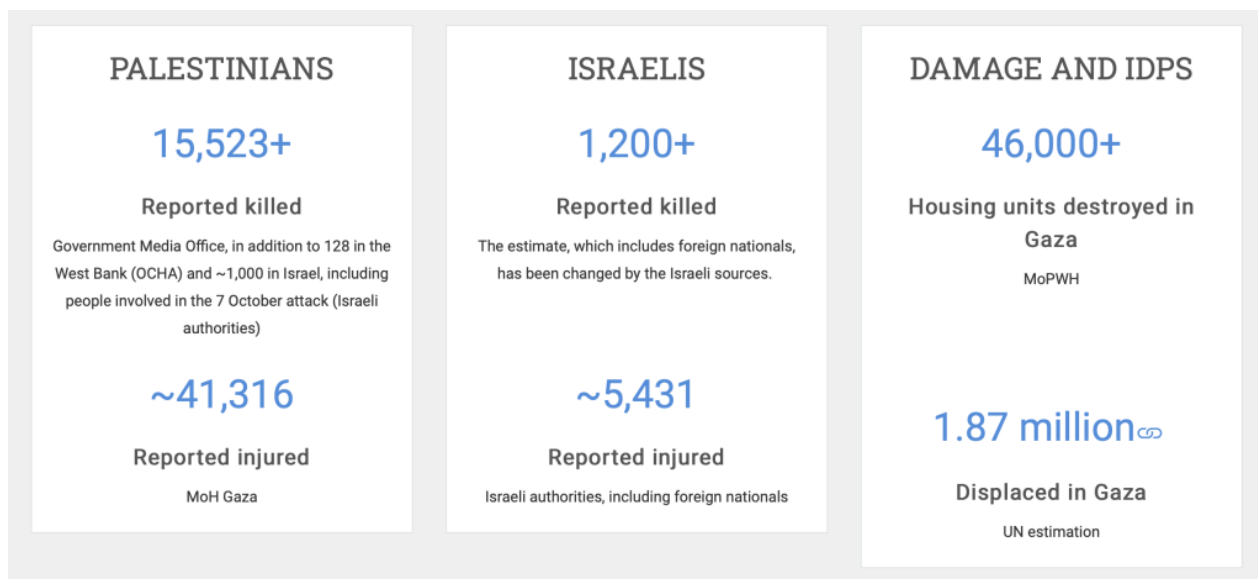 PALESTINIANS
15,523+
Reported killed
Government Media Office, in addition to 128 in the
West Bank (OCHA) and ~1,000 in Israel, including
people involved in the 7 October attack (Israeli
authorities)
~41,316
Reported injured
MoH Gaza
ISRAELIS
1,200+
Reported killed
The estimate, which includes foreign nationals,
has been changed by the Israeli sources.
~5,431
Reported injured
Israeli authorities, including foreign nationals
DAMAGE AND IDPS
46,000+
Housing units destroyed in
Gaza
MoPWH
1.87 million
Displaced in Gaza
UN estimation